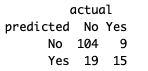 actual
predicted No Yes
No 104 9
Yes 19 15